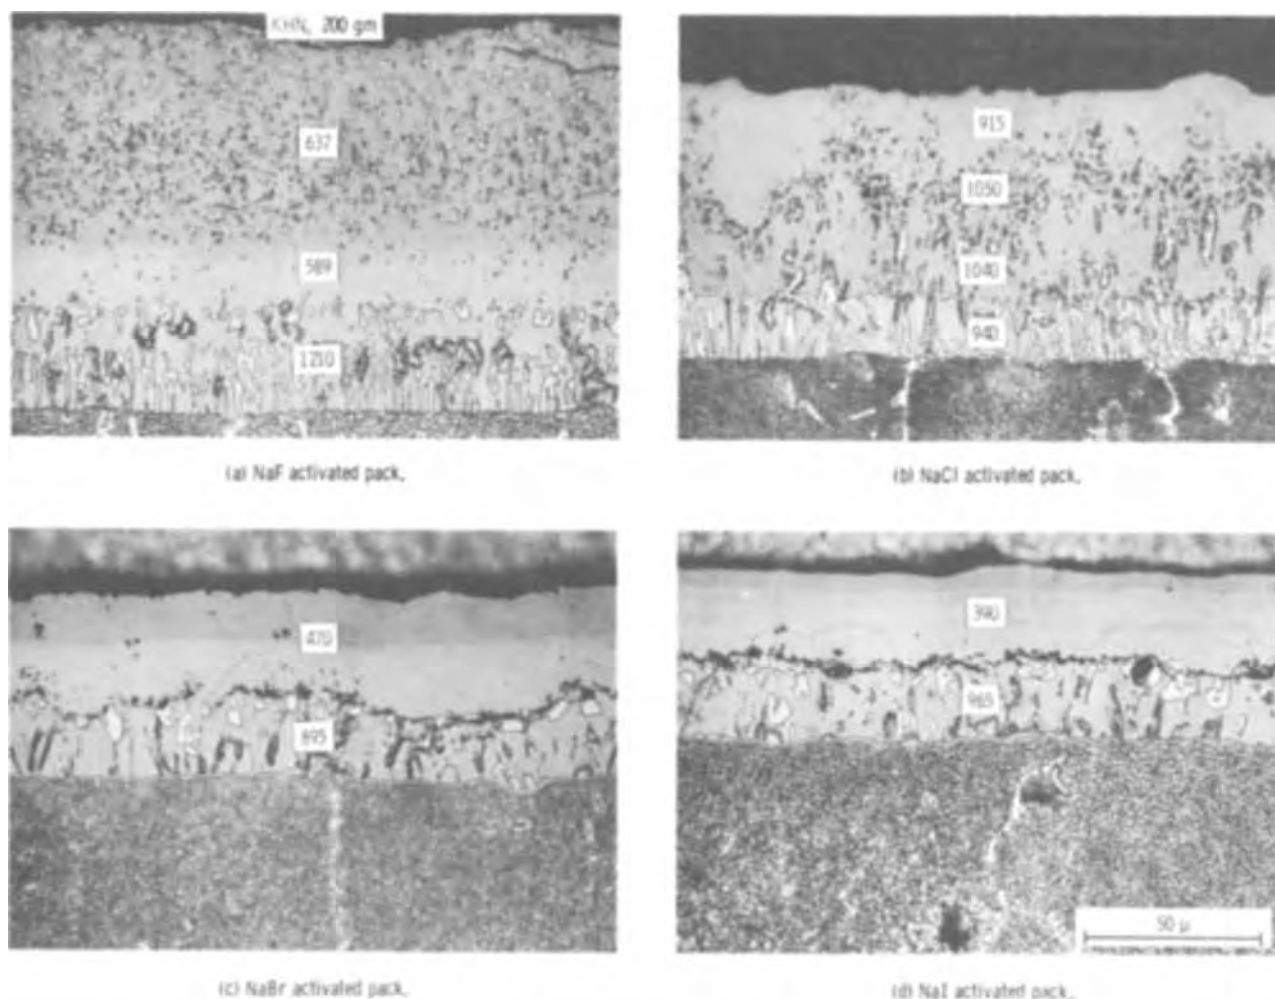 KHN, 200 gm
637
589
1210
(a) NaF activated pack.
915
1050
1040
940
(b) NaCl activated pack.
470
895
(c) NaBr activated pack.
390
965
50 μ
(d) NaI activated pack.